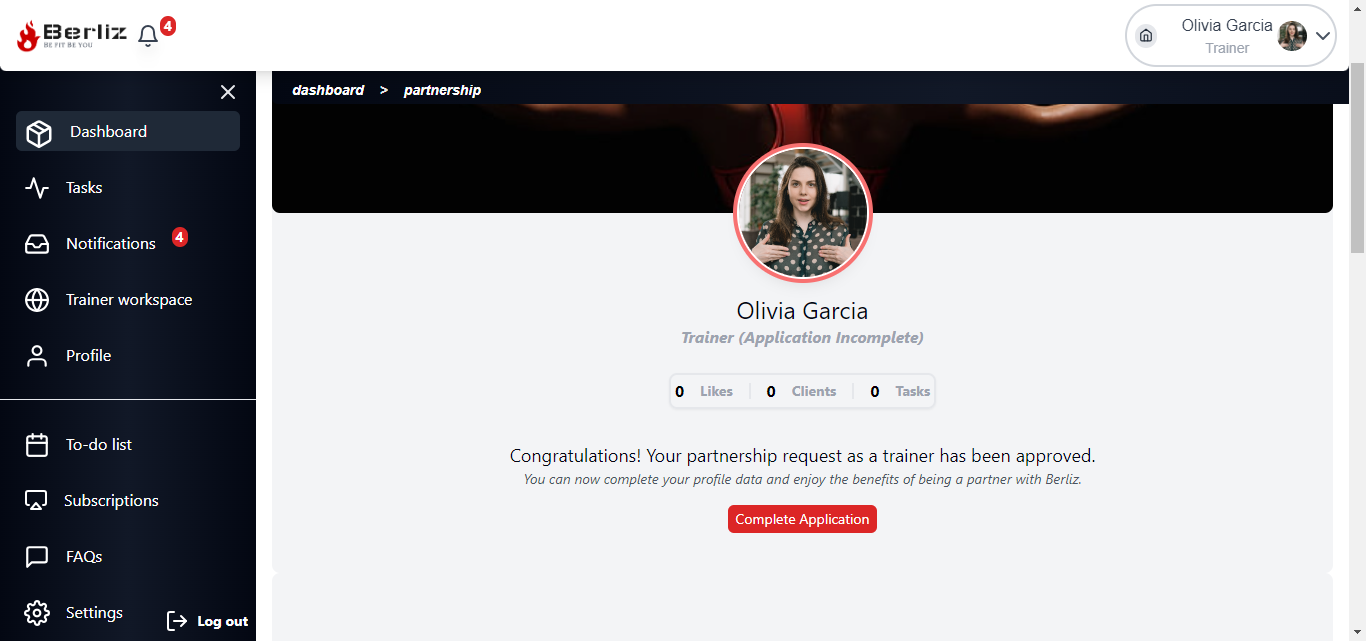 Berliz
BE FIT BE YOU
4
Olivia Garcia
Trainer
dashboard > partnership
Dashboard
Tasks
Notifications 4
Trainer workspace
Profile
To-do list
Subscriptions
FAQs
Settings
Log out
Olivia Garcia
Trainer (Application Incomplete)
0 Likes 0 Clients 0 Tasks
Congratulations! Your partnership request as a trainer has been approved.
You can now complete your profile data and enjoy the benefits of being a partner with Berliz.
Complete Application